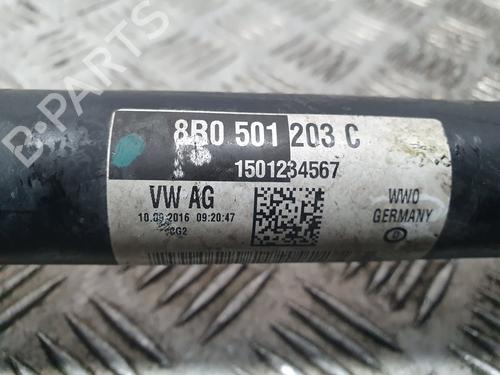 B-PARTS
8R0 501 203 C
1501234567
VW AG
WWO
10.09.2016 09:20:47
GERMANY